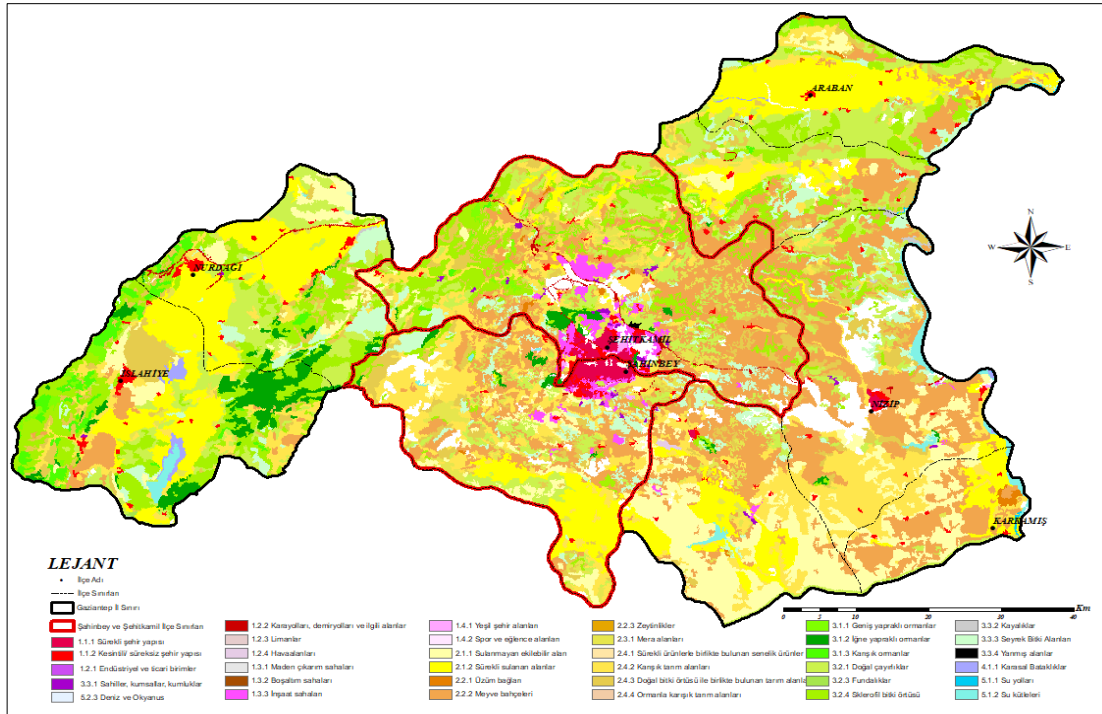 ARABAN
N
W E
S
NURDAĞI
ŞEHİTKAMİL
İSLAHİYE
ŞAHİNBEY
NİZİP
KARKAMIŞ
LEJANT
İlçe Adı
İlçe Sınırları
Gaziantep İl Sınırı
Şahinbey ve Şehitkamil İlçe Sınırları
1.1.1 Sürekli şehir yapısı
1.1.2 Kesintili/ süreksiz şehir yapısı
1.2.1 Endüstriyel ve ticari birimler
3.3.1 Sahiller, kumsallar, kumluklar
5.2.3 Deniz ve Okyanus
1.2.2 Karayolları, demiryolları ve ilgili alanlar
1.2.3 Limanlar
1.2.4 Havaalanları
1.3.1 Maden çıkarım sahaları
1.3.2 Boşaltım sahaları
1.3.3 İnşaat sahaları
1.4.1 Yeşil şehir alanları
1.4.2 Spor ve eğlence alanları
2.1.1 Sulanmayan ekilebilir alan
2.1.2 Sürekli sulanan alanlar
2.2.1 Üzüm bağları
2.2.2 Meyve bahçeleri
2.2.3 Zeytinlikler
2.3.1 Mera alanları
2.4.1 Sürekli ürünlerle birlikte bulunan senelik ürünler
2.4.2 Karışık tarım alanları
2.4.3 Doğal bitki örtüsü ile birlikte bulunan tarım alanları
2.4.4 Ormanla karışık tarım alanları
3.1.1 Geniş yapraklı ormanlar
3.1.2 İğne yapraklı ormanlar
3.1.3 Karışık ormanlar
3.2.1 Doğal çayırlıklar
3.2.3 Fundalıklar
3.2.4 Sklerofil bitki örtüsü
3.3.2 Kayalıklar
3.3.3 Seyrek Bitki Alanları
3.3.4 Yanmış alanlar
4.1.1 Karasal Bataklıklar
5.1.1 Su yolları
5.1.2 Su kütleleri
Km
0 10 20 30 40